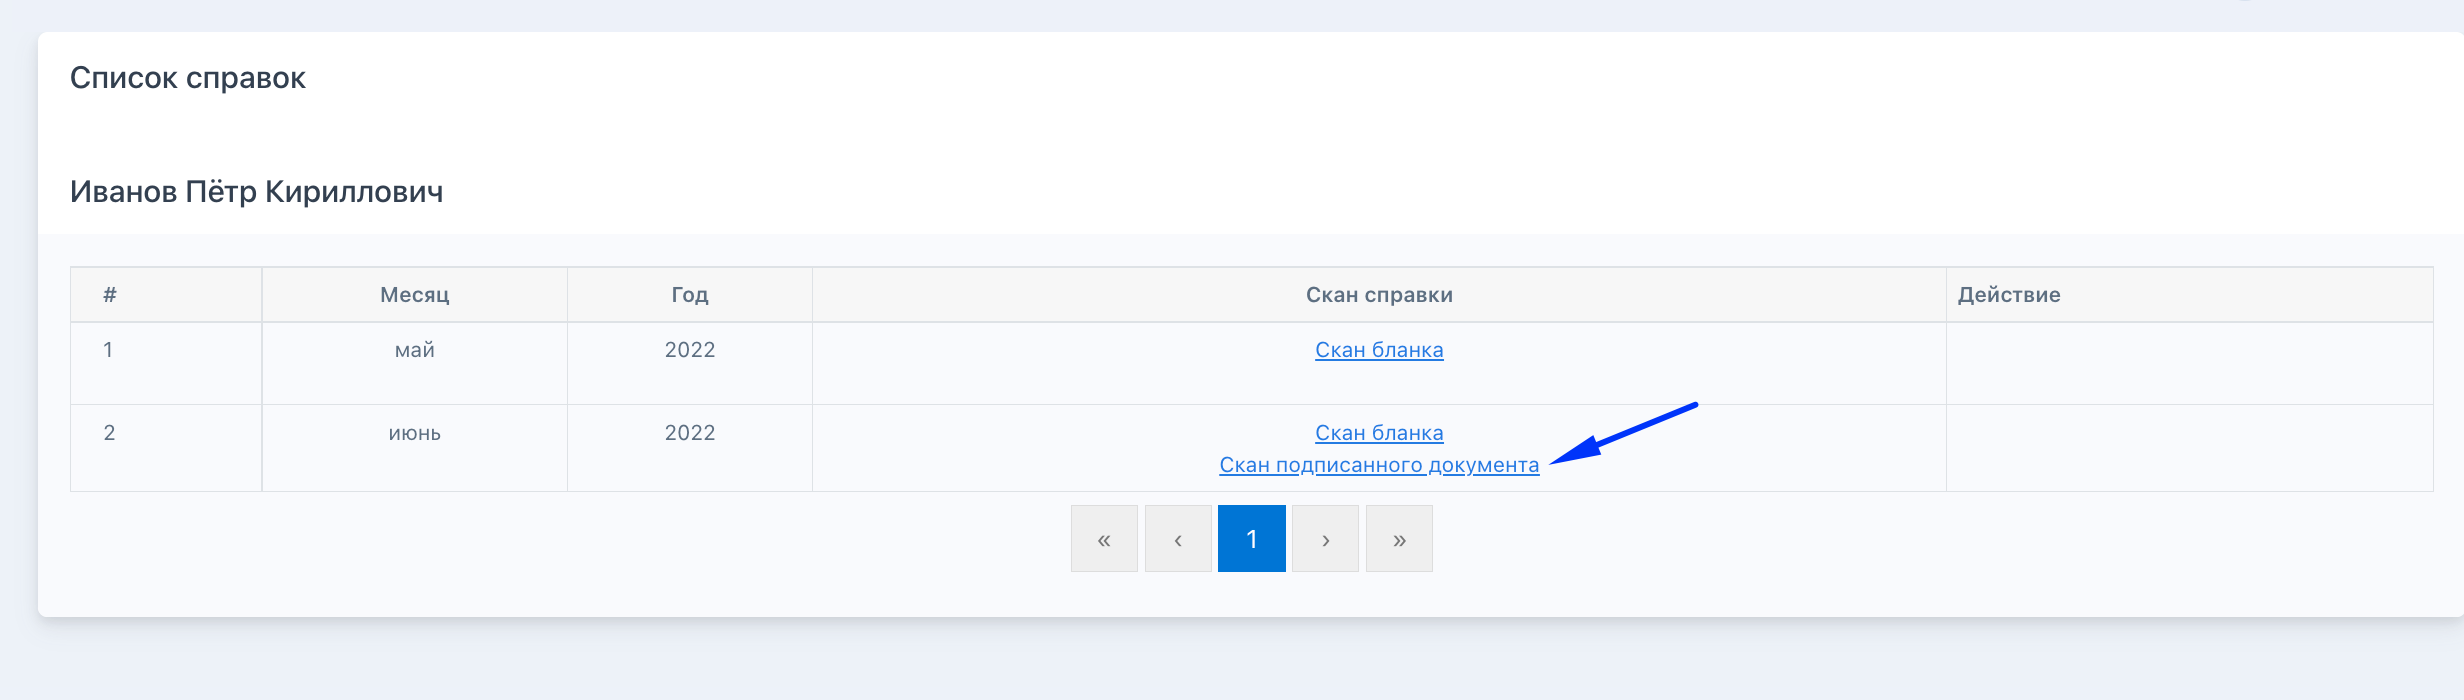 Список справок
Иванов Пётр Кириллович
# Месяц Год Скан справки Действие
1 май 2022 Скан бланка
2 июнь 2022 Скан бланка
Скан подписанного документа
« ‹ 1 › »